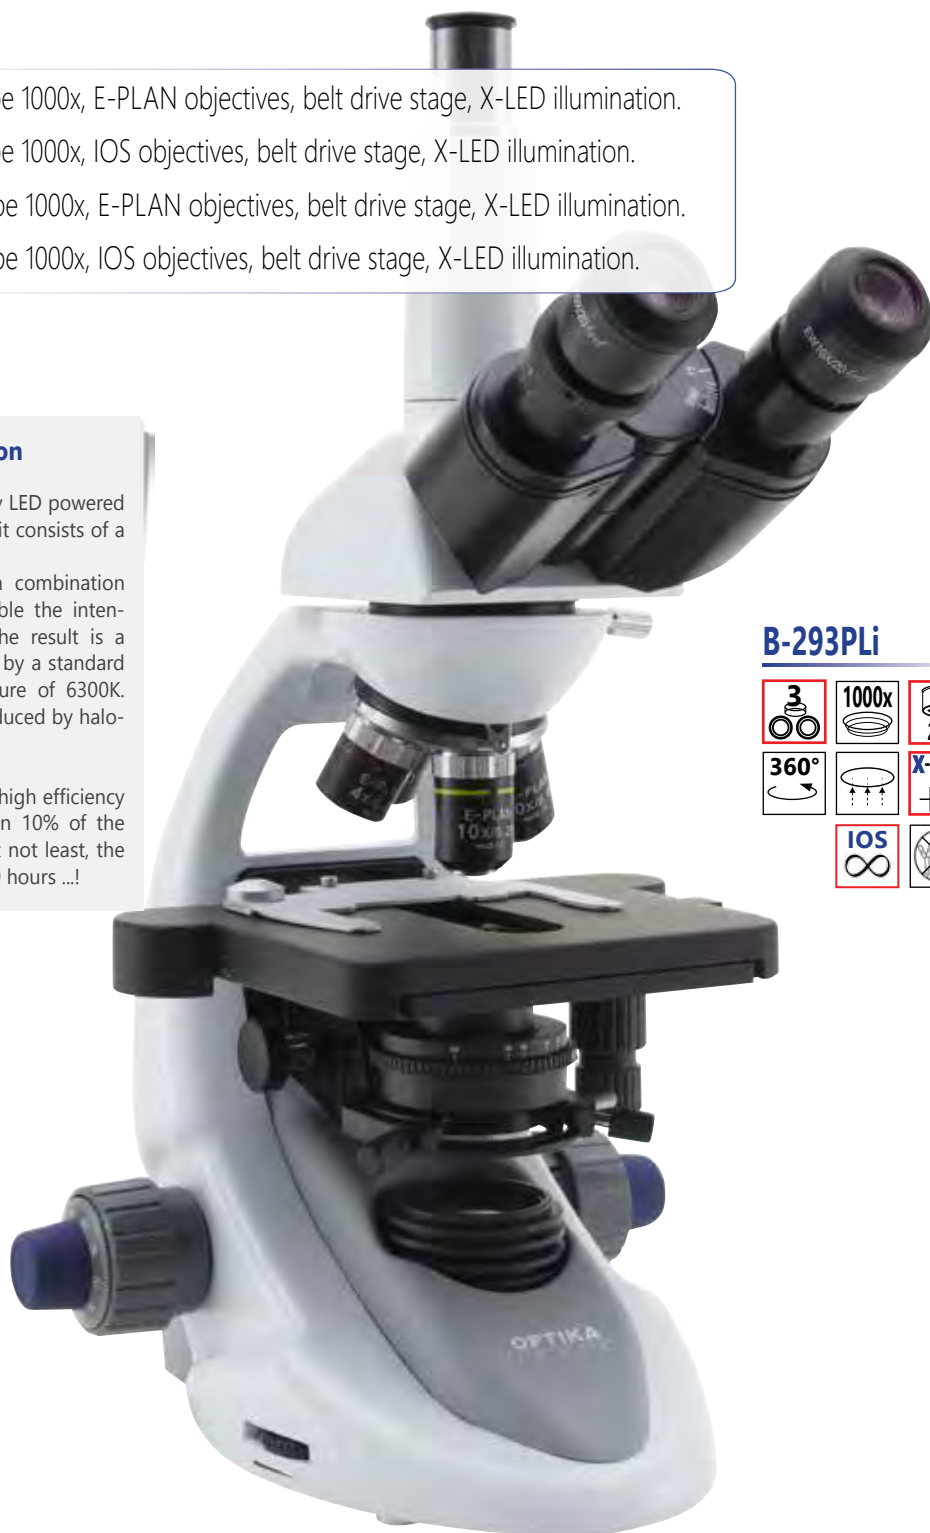 1000x, E-PLAN objectives, belt drive stage, X-LED illumination.
1000x, IOS objectives, belt drive stage, X-LED illumination.
1000x, E-PLAN objectives, belt drive stage, X-LED illumination.
1000x, IOS objectives, belt drive stage, X-LED illumination.
on
LED powered
it consists of a
combination
ble the inten-
he result is a
by a standard
ure of 6300K.
duced by halo-
high efficiency
n 10% of the
not least, the
hours ...!
B-293PLi
3
1000x
360°
X-
IOS
∞
E-PLAN
10x
4x
OPTIKA